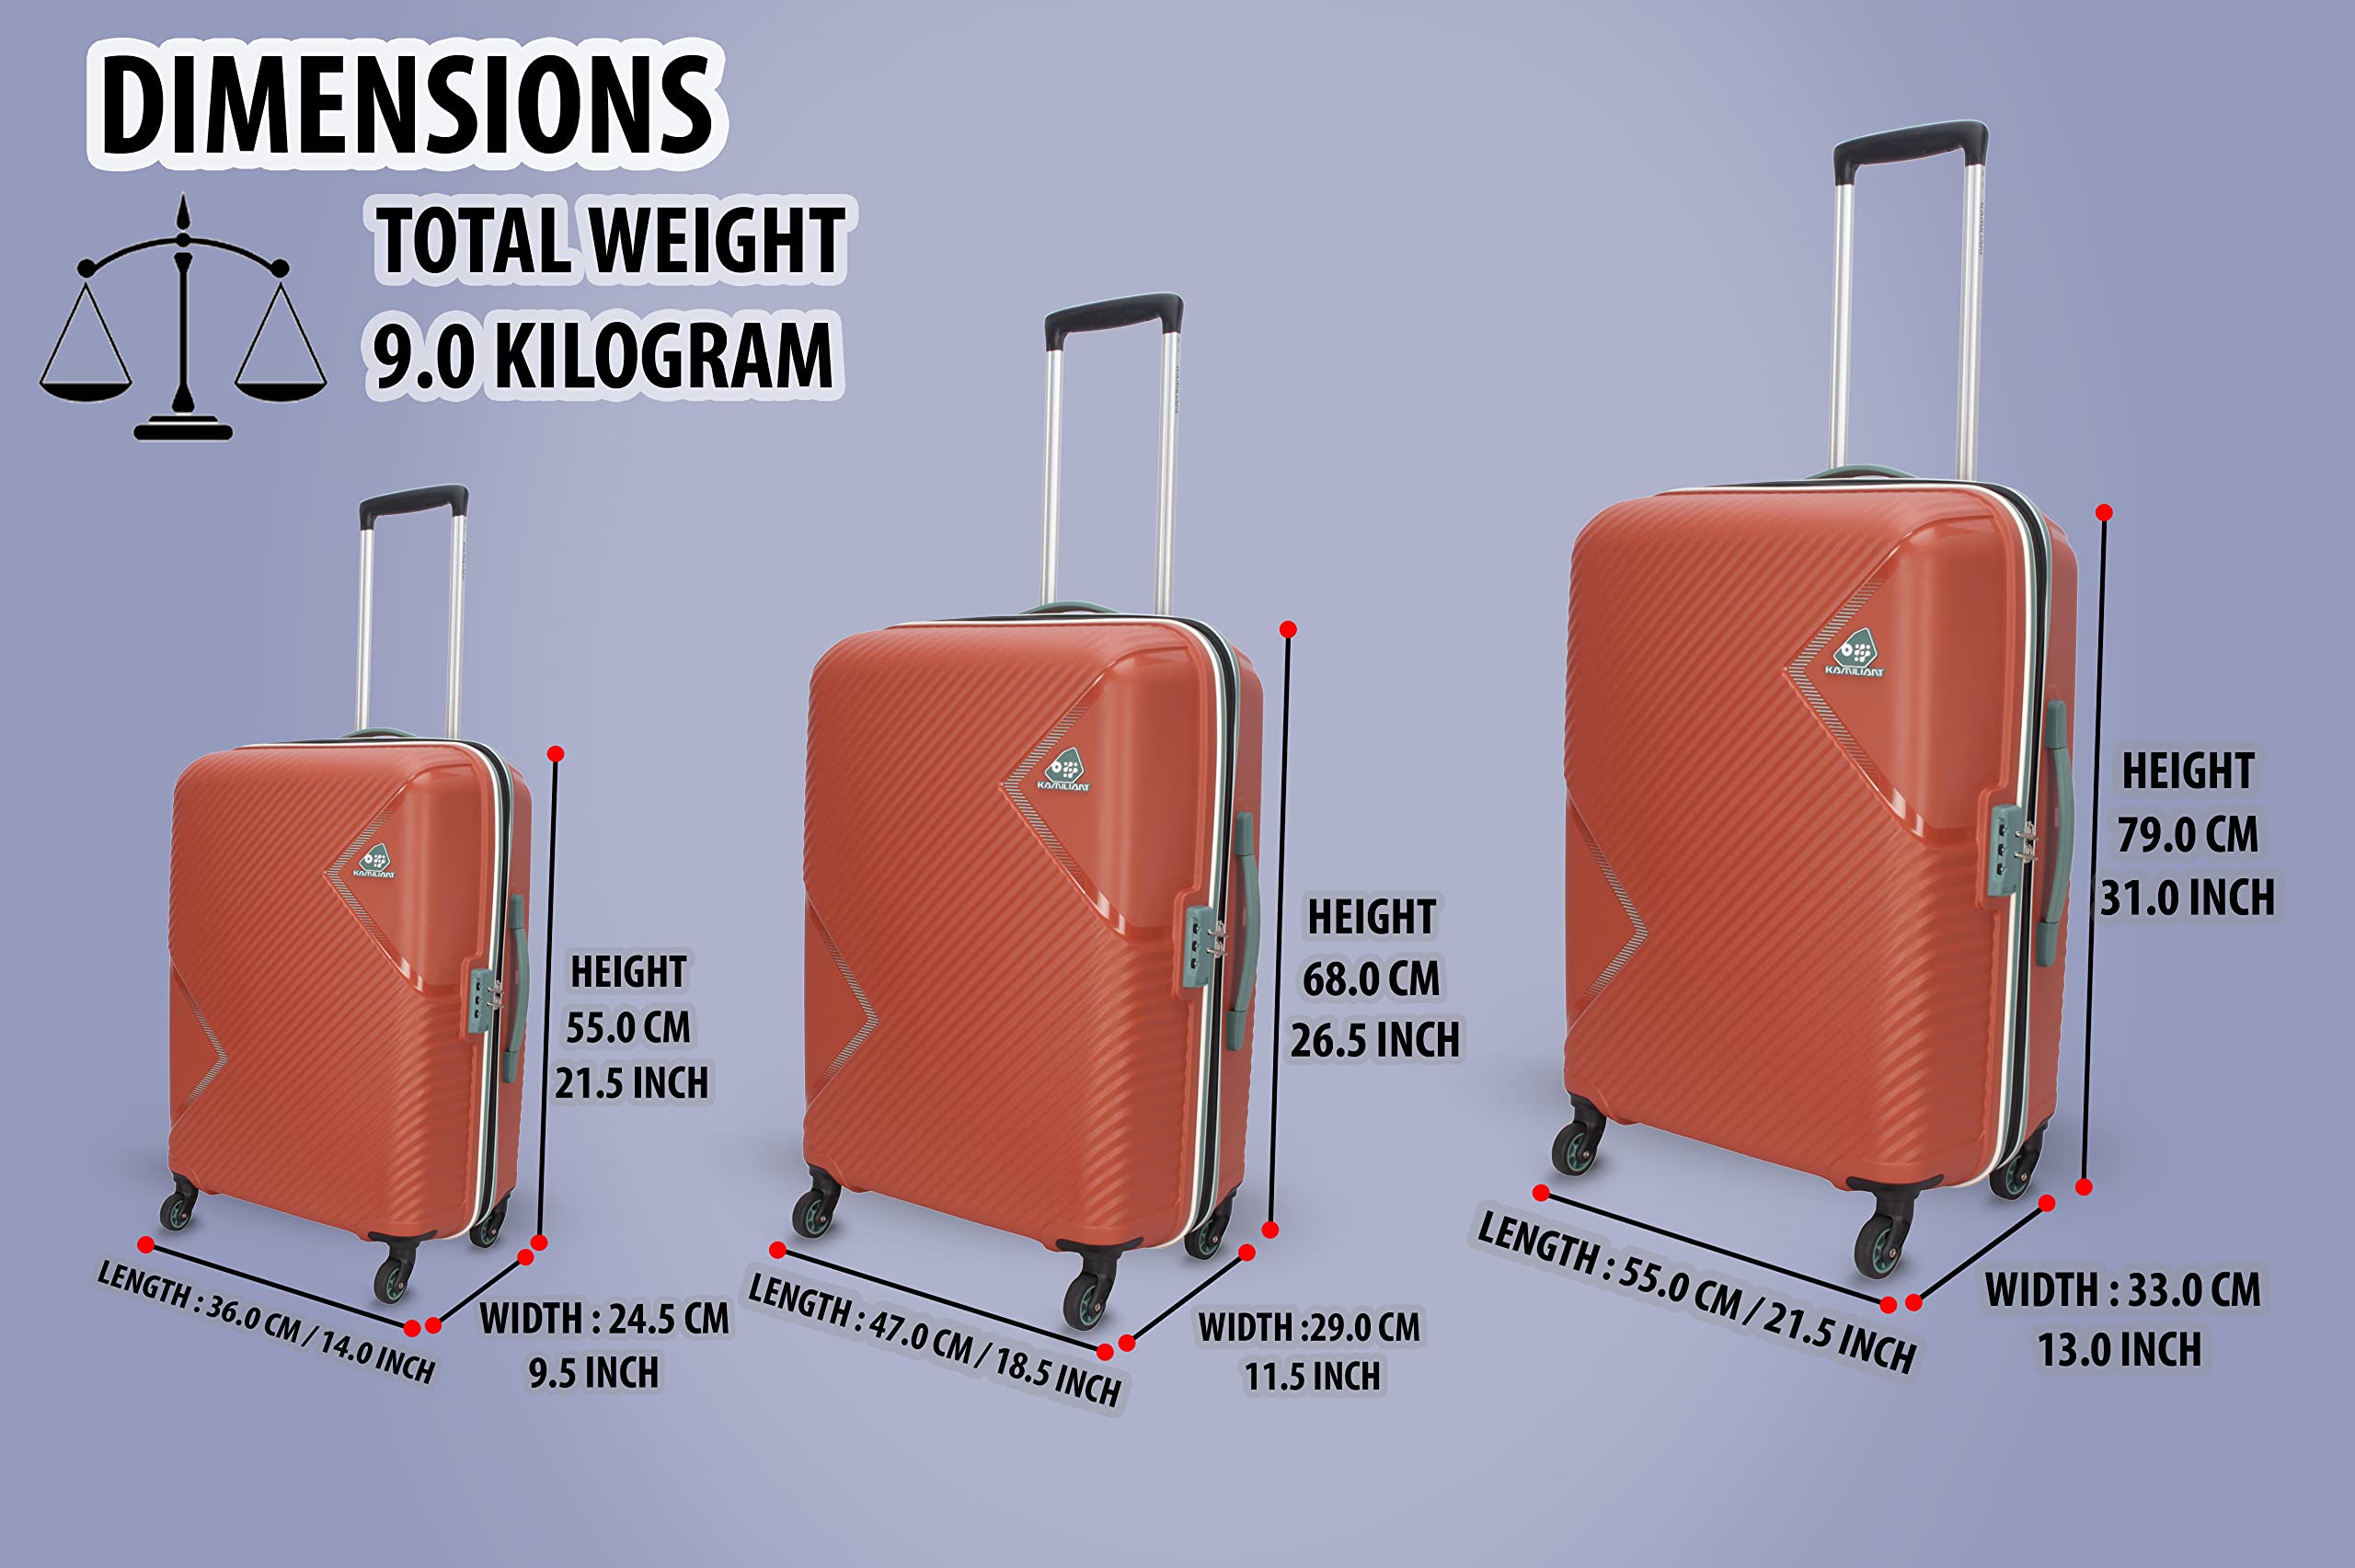 DIMENSIONS
TOTAL WEIGHT
9.0 KILOGRAM
KAMILIANT
HEIGHT
55.0 CM
21.5 INCH
LENGTH : 36.0 CM / 14.0 INCH
WIDTH : 24.5 CM
9.5 INCH
KAMILIANT
HEIGHT
68.0 CM
26.5 INCH
LENGTH : 47.0 CM / 18.5 INCH
WIDTH :29.0 CM
11.5 INCH
KAMILIANT
HEIGHT
79.0 CM
31.0 INCH
LENGTH : 55.0 CM / 21.5 INCH
WIDTH : 33.0 CM
13.0 INCH